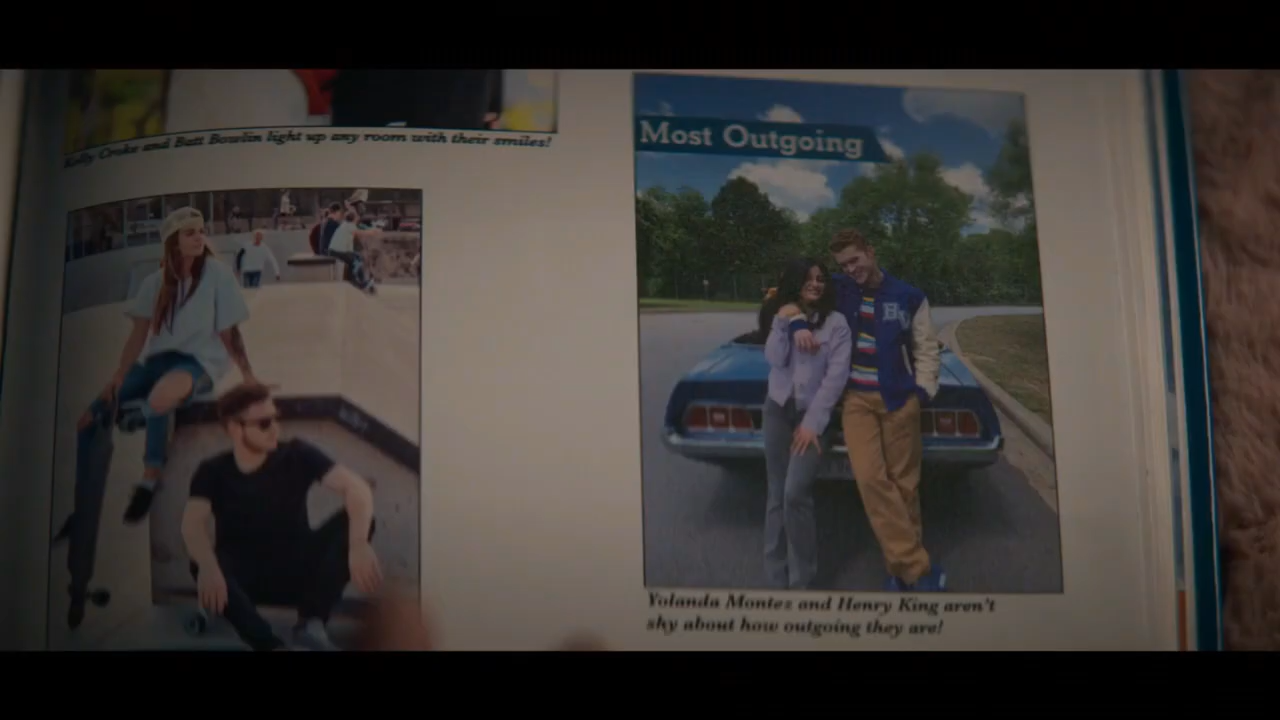 Kelly Croke and Batt Bowlin light up any room with their smiles!
Most Outgoing
Yolanda Montez and Henry King aren't
shy about how outgoing they are!